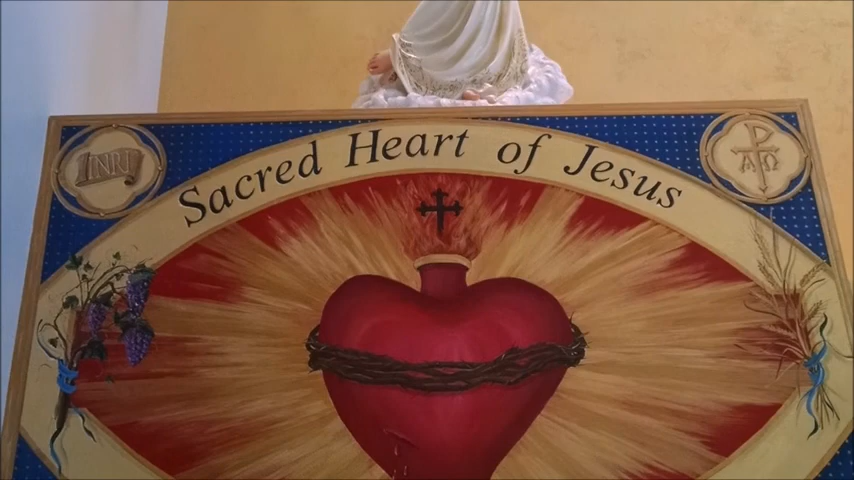 INRI
Sacred Heart of Jesus
P
A Ω